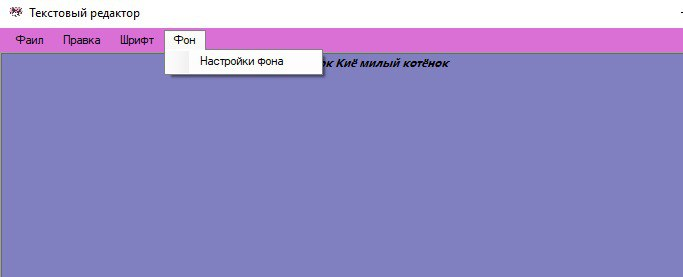 Текстовый редактор
Фаил Правка Шрифт Фон
Настройки фона
Киё милый котёнок